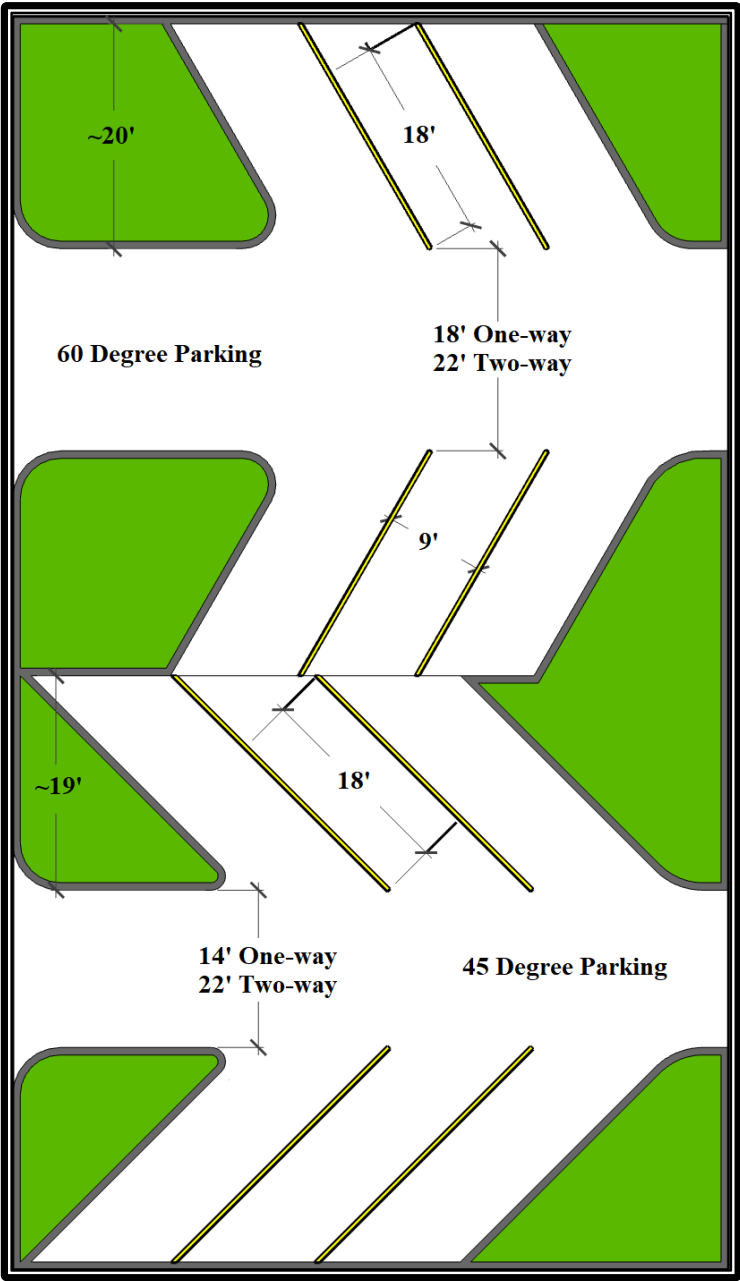 ~20'
18'
18' One-way
22' Two-way
60 Degree Parking
9'
~19'
18'
14' One-way
22' Two-way
45 Degree Parking